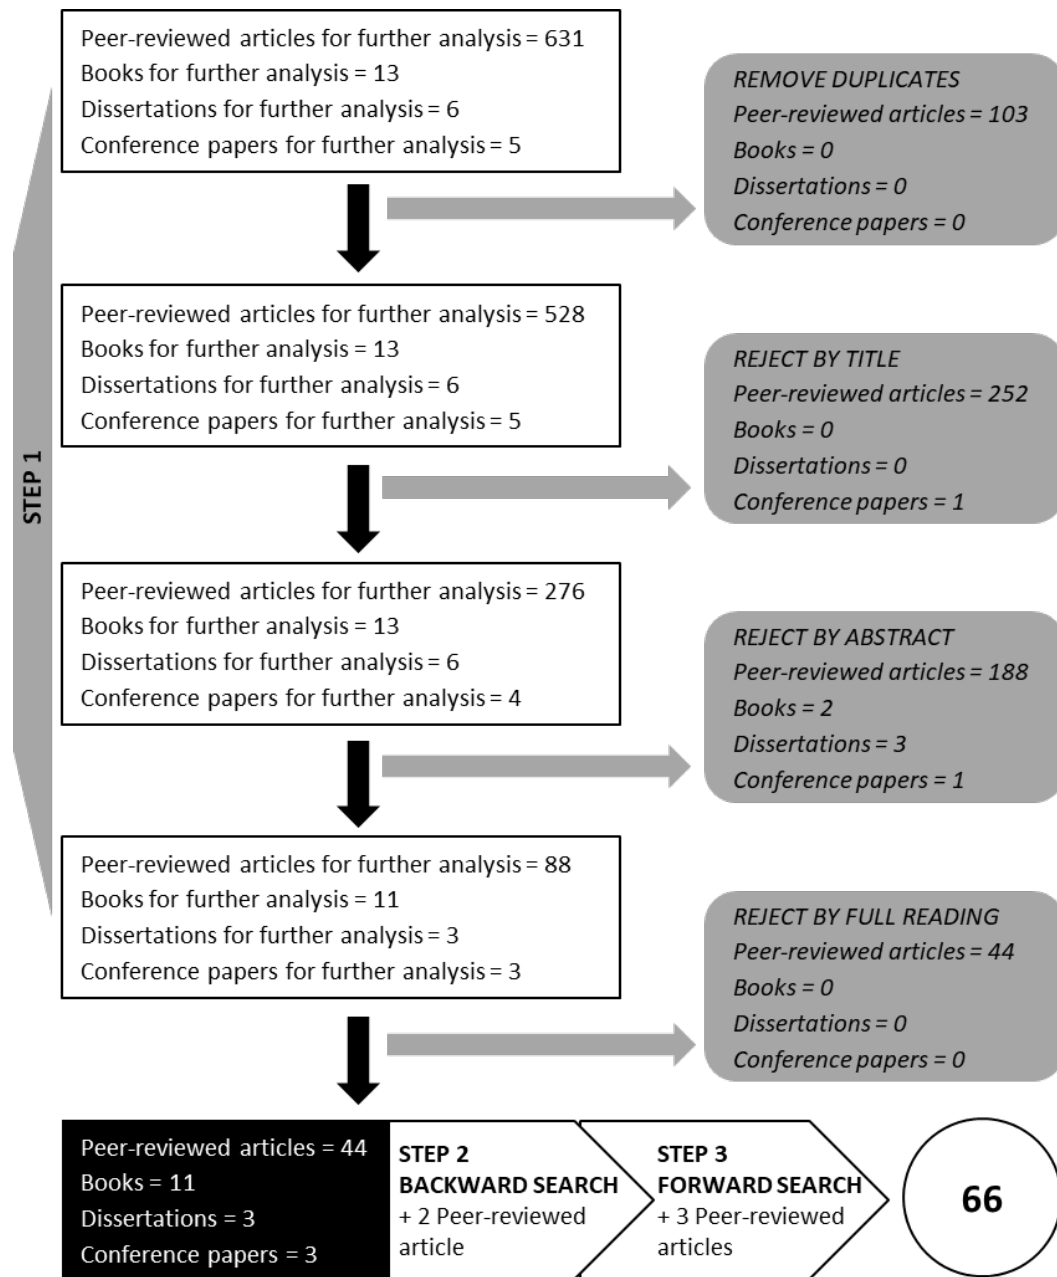 Peer-reviewed articles for further analysis = 631
Books for further analysis = 13
Dissertations for further analysis = 6
Conference papers for further analysis = 5
REMOVE DUPLICATES
Peer-reviewed articles = 103
Books = 0
Dissertations = 0
Conference papers = 0
STEP 1
Peer-reviewed articles for further analysis = 528
Books for further analysis = 13
Dissertations for further analysis = 6
Conference papers for further analysis = 5
REJECT BY TITLE
Peer-reviewed articles = 252
Books = 0
Dissertations = 0
Conference papers = 1
Peer-reviewed articles for further analysis = 276
Books for further analysis = 13
Dissertations for further analysis = 6
Conference papers for further analysis = 4
REJECT BY ABSTRACT
Peer-reviewed articles = 188
Books = 2
Dissertations = 3
Conference papers = 1
Peer-reviewed articles for further analysis = 88
Books for further analysis = 11
Dissertations for further analysis = 3
Conference papers for further analysis = 3
REJECT BY FULL READING
Peer-reviewed articles = 44
Books = 0
Dissertations = 0
Conference papers = 0
Peer-reviewed articles = 44
Books = 11
Dissertations = 3
Conference papers = 3
STEP 2
BACKWARD SEARCH
+ 2 Peer-reviewed
article
STEP 3
FORWARD SEARCH
+ 3 Peer-reviewed
articles
66